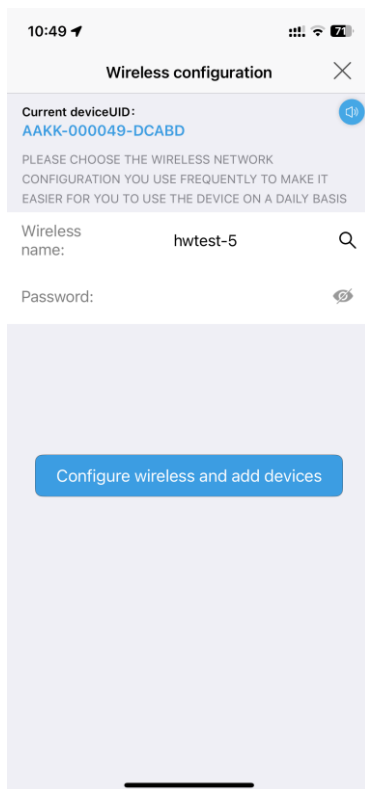 10:49
71
Wireless configuration
Current deviceUID:
AAKK-000049-DCABD
PLEASE CHOOSE THE WIRELESS NETWORK
CONFIGURATION YOU USE FREQUENTLY TO MAKE IT
EASIER FOR YOU TO USE THE DEVICE ON A DAILY BASIS
Wireless
name:
hwtest-5
Password:
Configure wireless and add devices